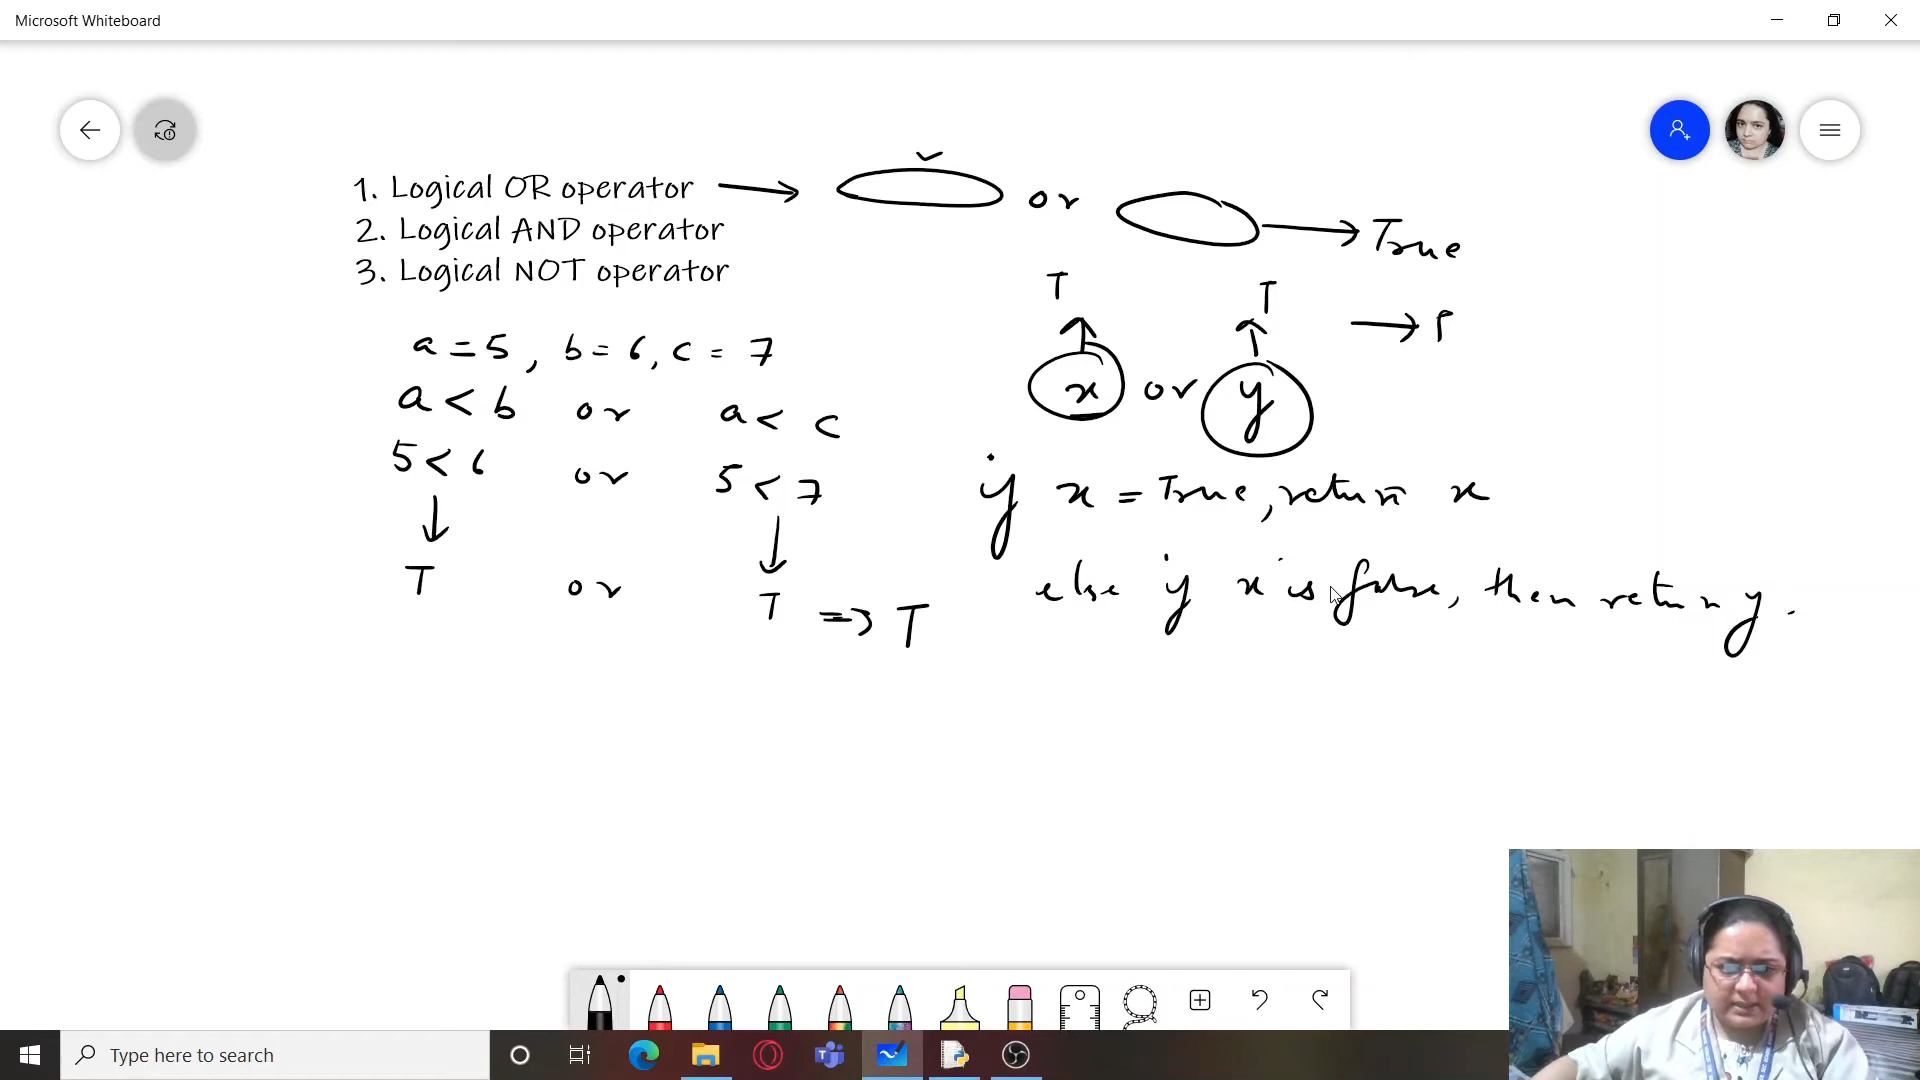 Microsoft Whiteboard
1. Logical OR operator → or → True
2. Logical AND operator
3. Logical NOT operator
T T
a = 5, b = 6, c = 7
x or y
a < b or a < c
5 < 6 or 5 < 7
if x = True, return x
T or T => T
else if x is false, then return y.
Type here to search